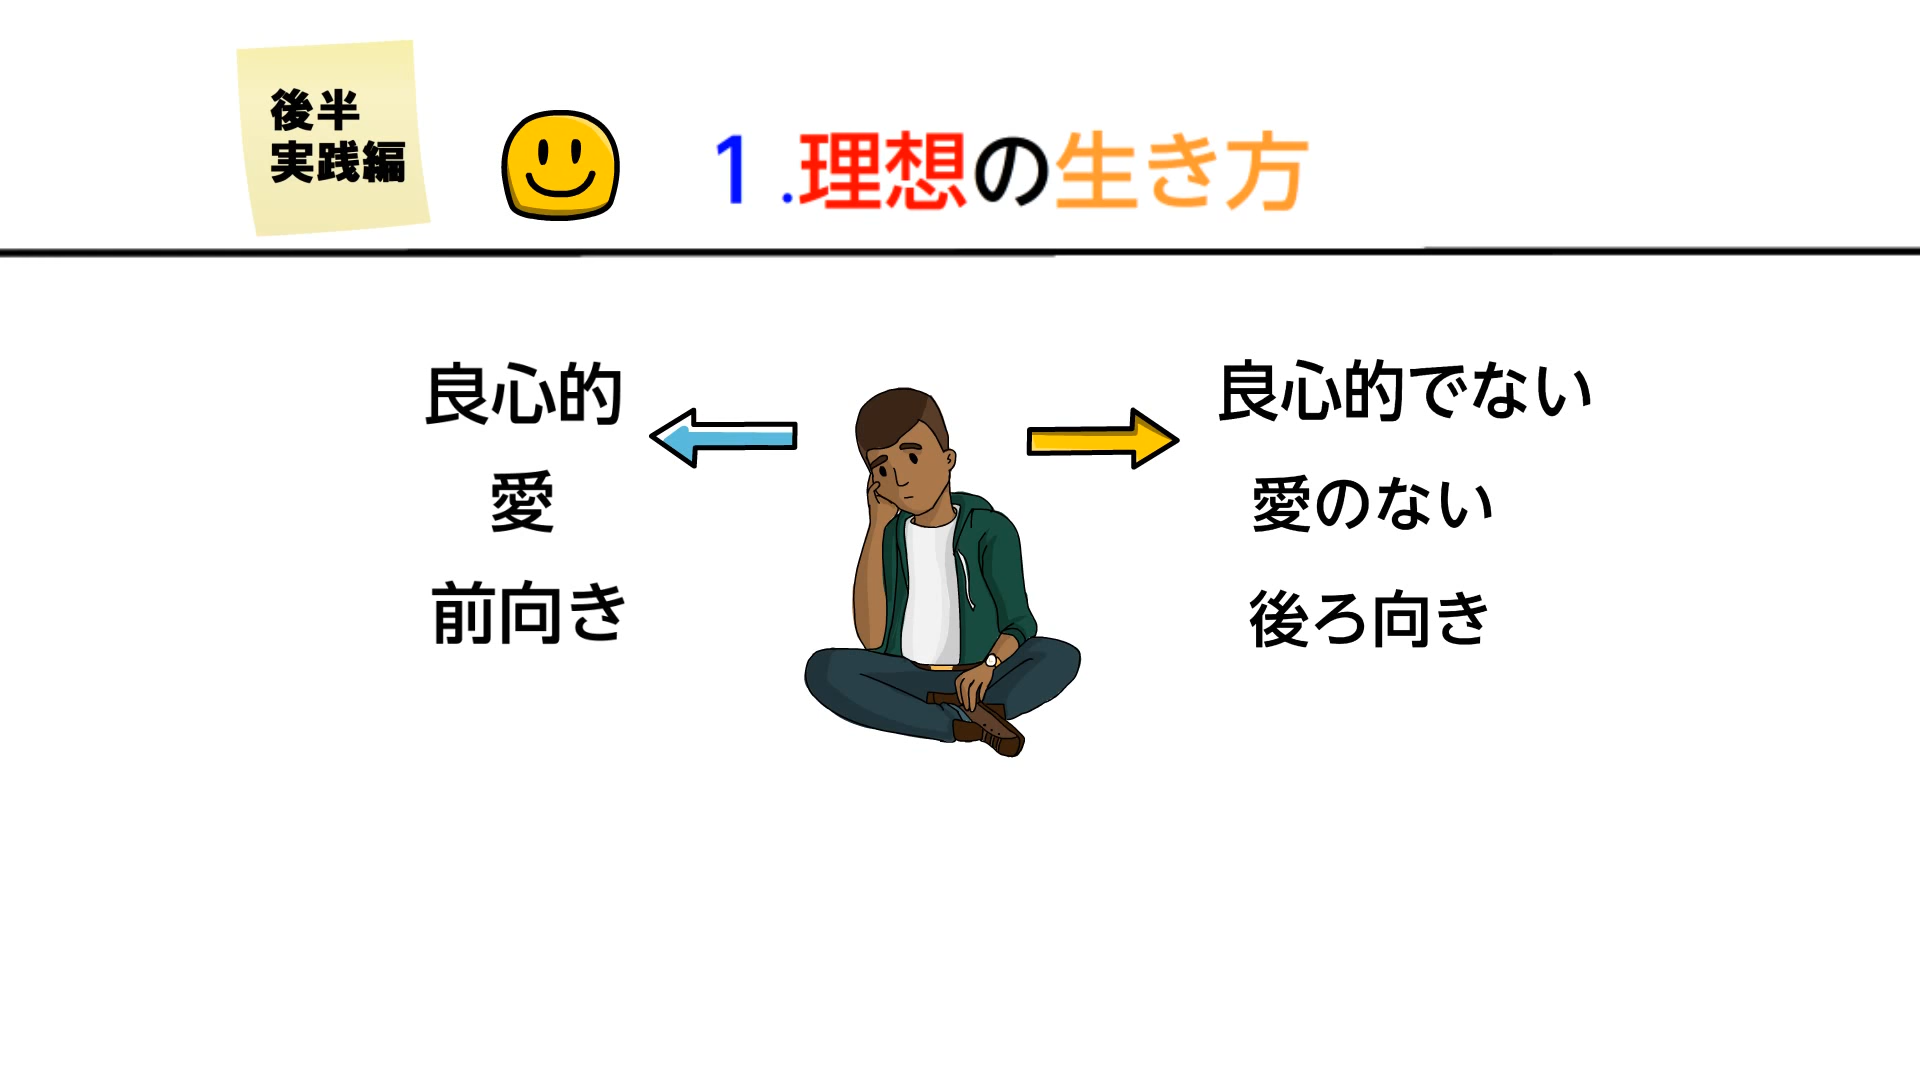 後半
実践編
1.理想の生き方
良心的
愛
前向き
良心的でない
愛のない
後ろ向き